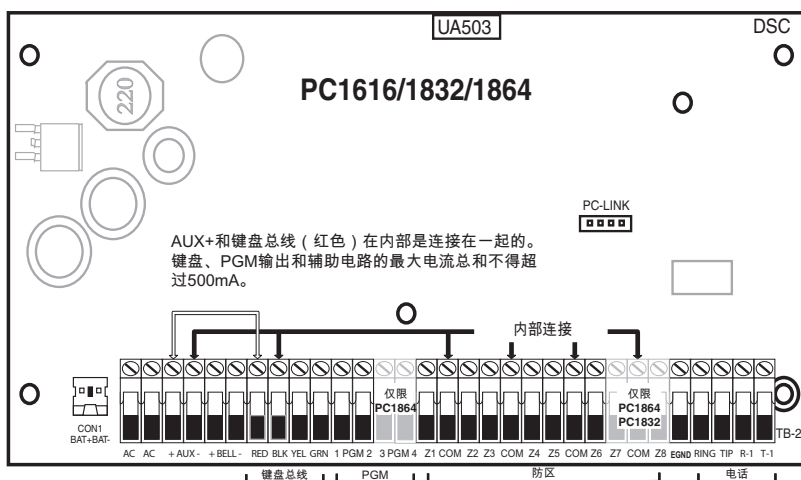 UA503
DSC
PC1616/1832/1864
220
PC-LINK
AUX+和键盘总线（红色）在内部是连接在一起的。
键盘、PGM输出和辅助电路的最大电流总和不得超
过500mA。
内部连接
仅限
PC1864
仅限
PC1864
PC1832
CON1
BAT+BAT-
TB-2
AC AC + AUX - + BELL - RED BLK YEL GRN 1 PGM 2 3 PGM 4 Z1 COM Z2 Z3 COM Z4 Z5 COM Z6 Z7 COM Z8 EGND RING TIP R-1 T-1
键盘总线 PGM 防区 电话